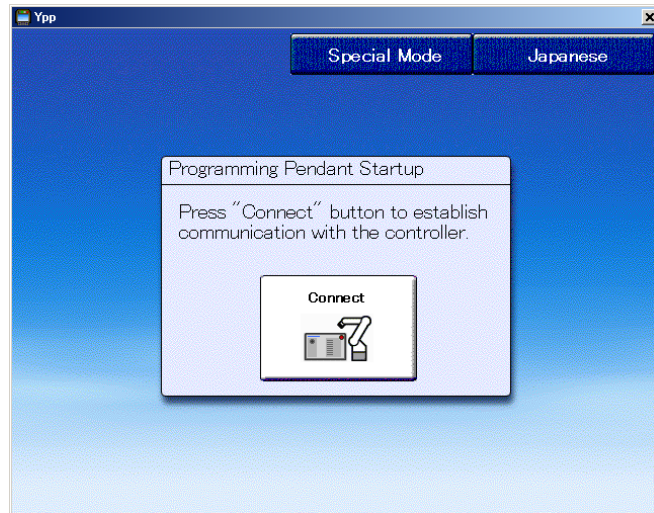 Ypp
Special Mode
Japanese
Programming Pendant Startup
Press "Connect" button to establish
communication with the controller.
Connect